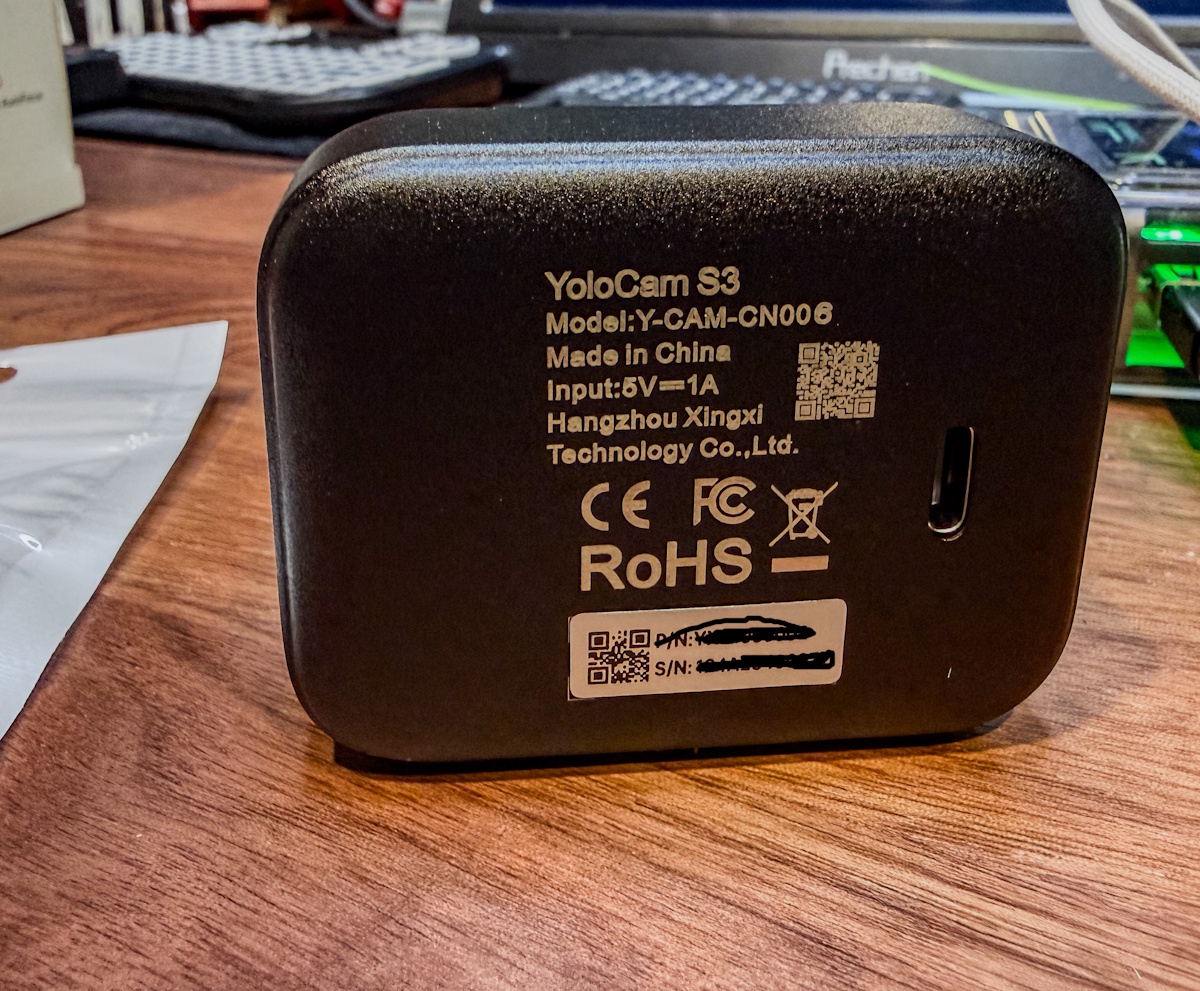 Prechen
YoloCam S3
Model:Y-CAM-CN006
Made in China
Input:5V⎓1A
Hangzhou Xingxi
Technology Co.,Ltd.
CE FC
RoHS
P/N:
S/N: